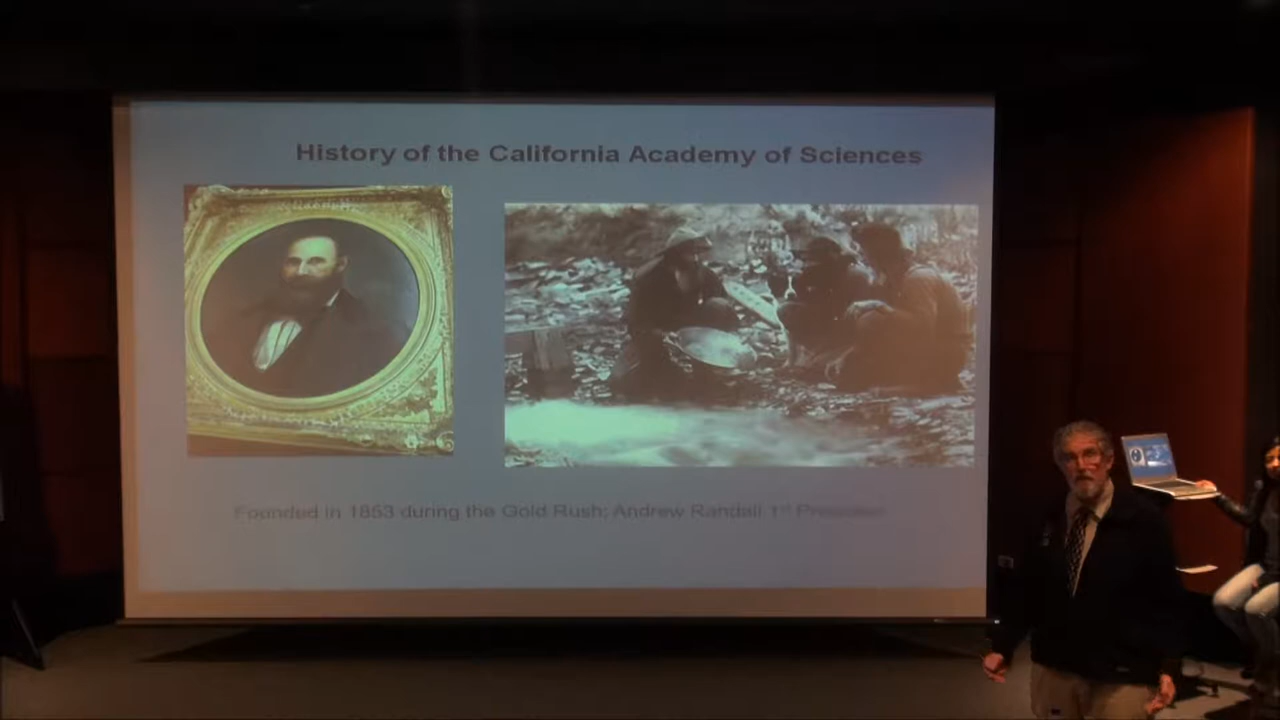 History of the California Academy of Sciences
Founded in 1853 during the Gold Rush; Andrew Randall 1st President